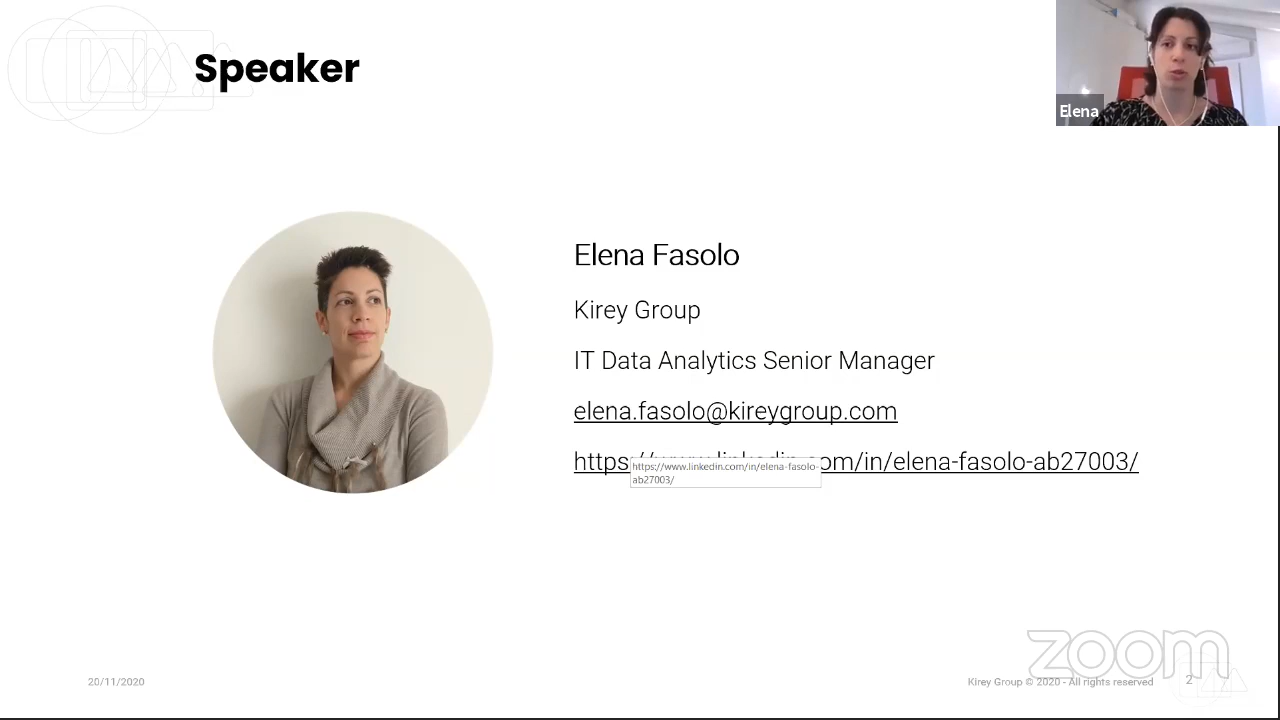 Speaker
Elena
Elena Fasolo
Kirey Group
IT Data Analytics Senior Manager
elena.fasolo@kireygroup.com
https://www.linkedin.com/in/elena-fasolo-ab27003/
https://www.linkedin.com/in/elena-fasolo-
ab27003/
zoom
20/11/2020
Kirey Group © 2020 - All rights reserved
2